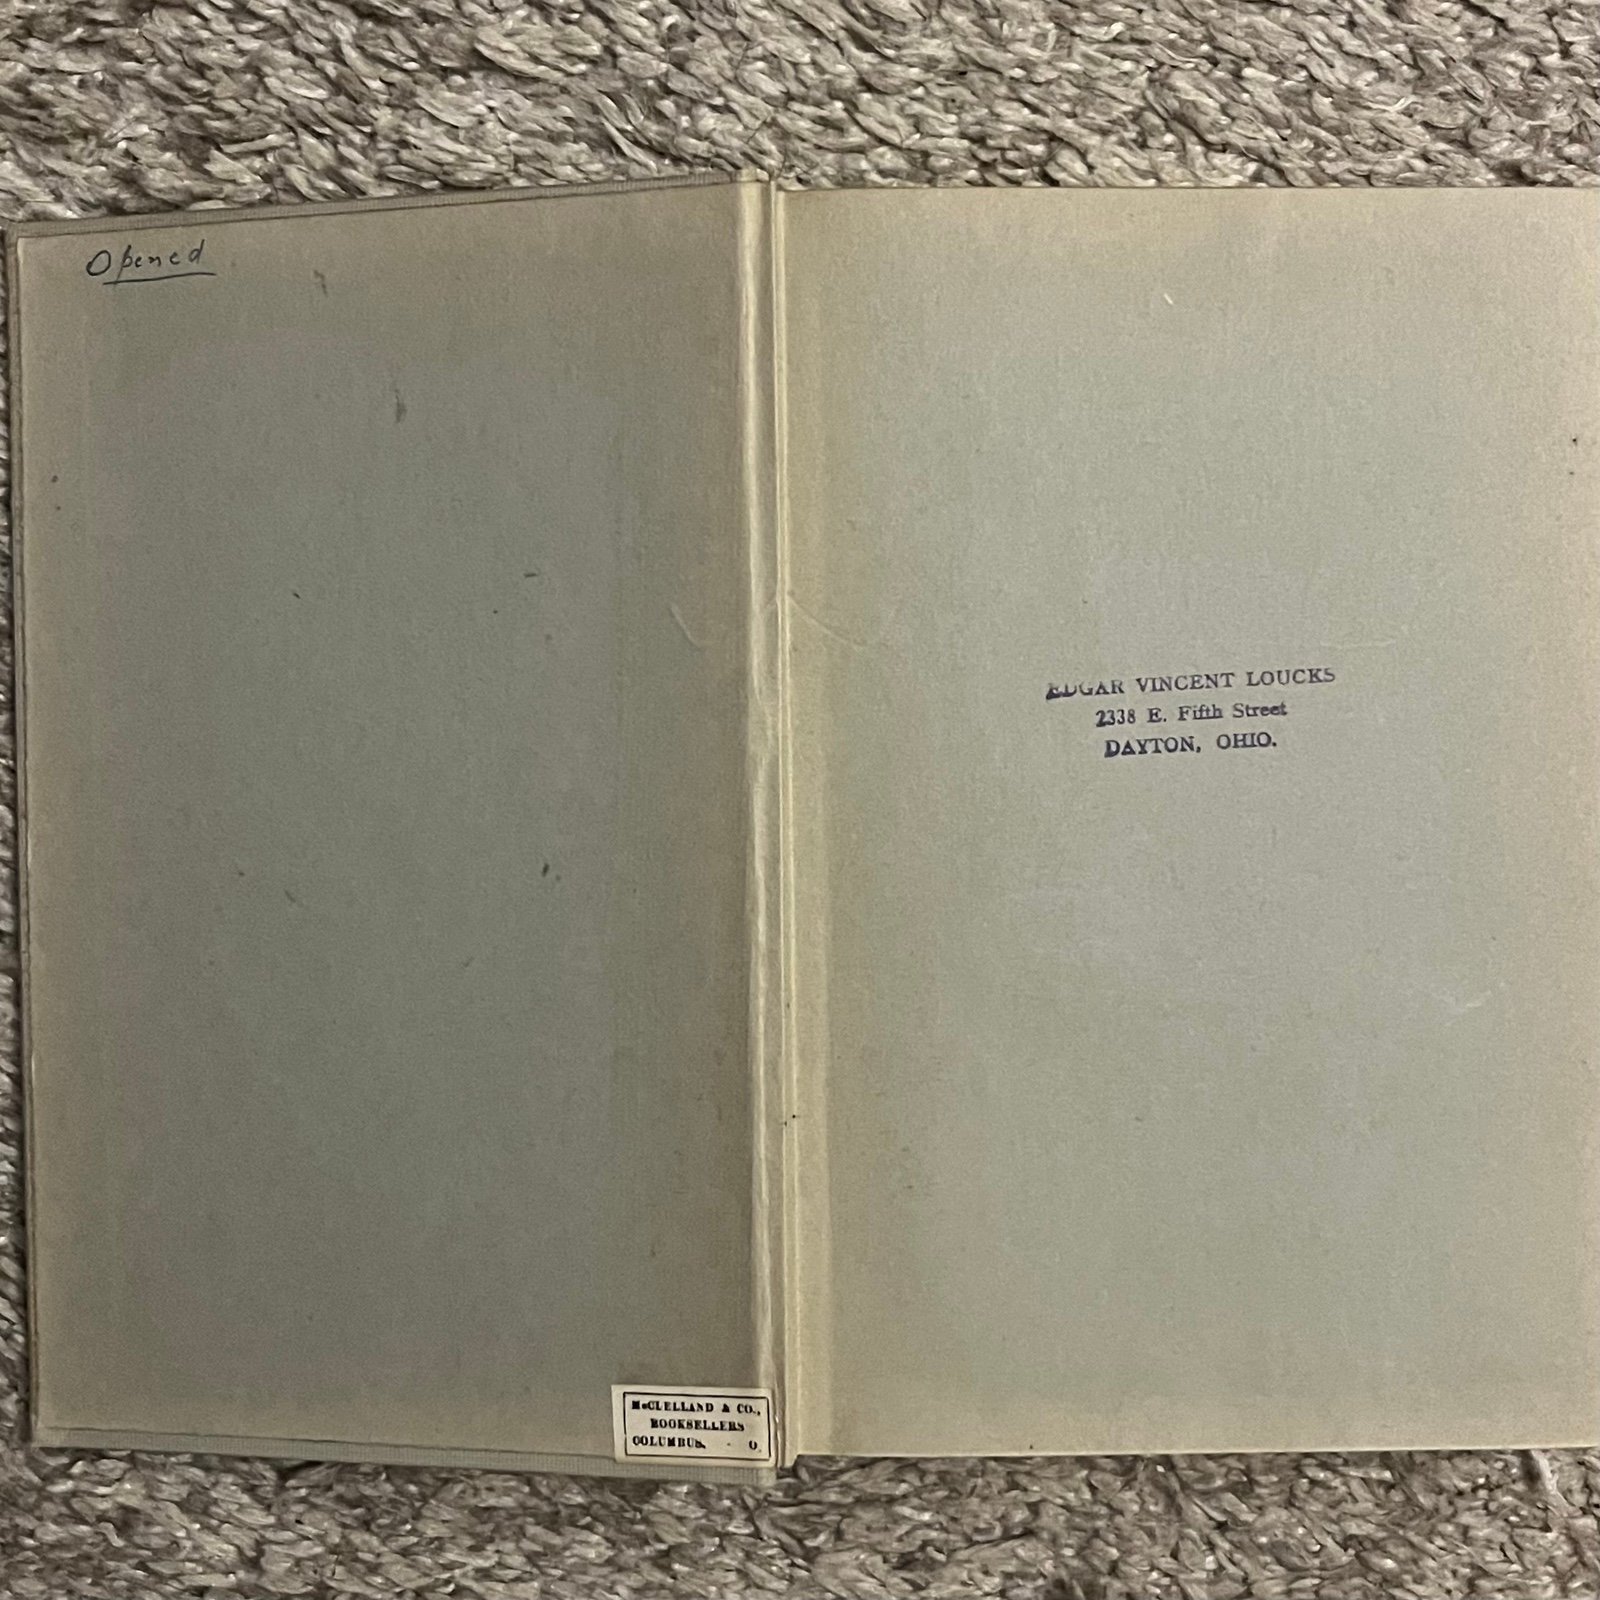 Opened
McCLELLAND & CO.,
BOOKSELLERS
COLUMBUS. - O.
EDGAR VINCENT LOUCKS
2338 E. Fifth Street
DAYTON, OHIO.